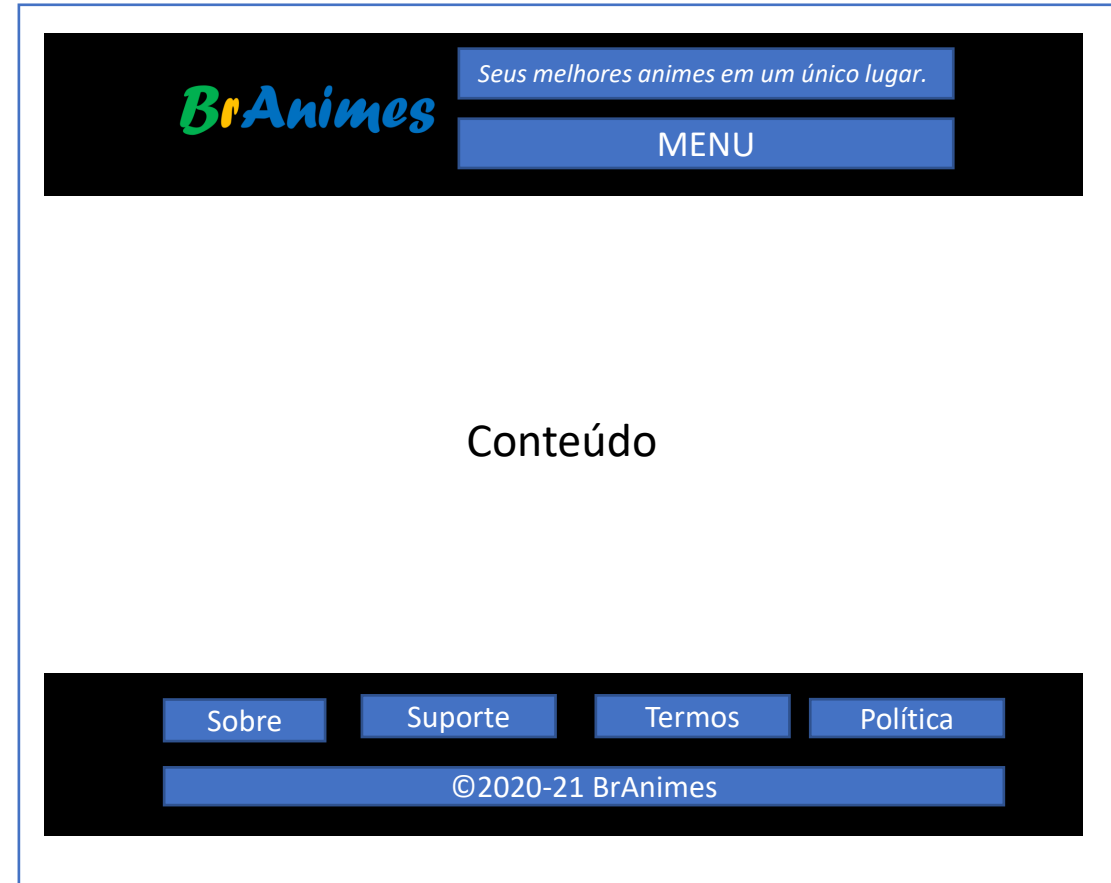 BrAnimes
Seus melhores animes em um único lugar.
MENU
Conteúdo
Sobre
Suporte
Termos
Política
©2020-21 BrAnimes